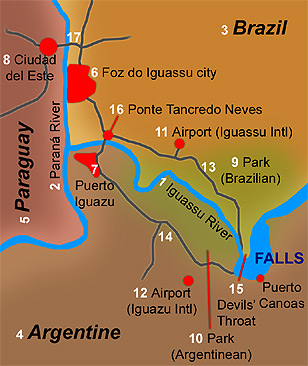 3 Brazil
17
8 Ciudad
del Este
6 Foz do Iguassu city
16 Ponte Tancredo Neves
11 Airport (Iguassu Intl)
2 Paraná River
5 Paraguay
7
Puerto
Iguazu
1 Iguassu River
13
9 Park
(Brazilian)
14
FALLS
12 Airport
(Iguazu Intl)
15
Devils'
Throat
Puerto
Canoas
4 Argentine
10 Park
(Argentinean)